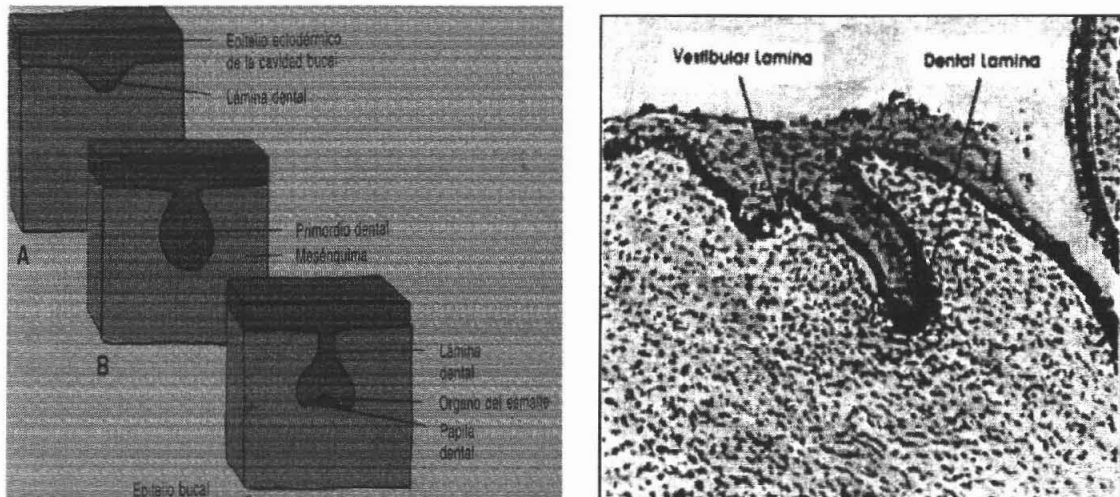 Epitelio ectodérmico
de la cavidad bucal
Lámina dental
A
Primordio dental
Mesénquima
B
Lámina
dental
Organo del esmalte
Papila
dental
Epitelio bucal
Vestibular Lamina
Dental Lamina